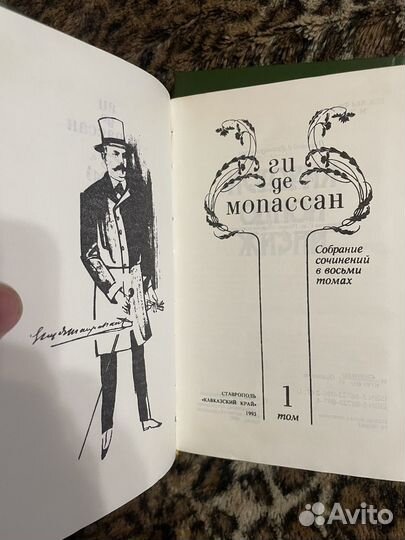 Ги
де
Мопассан
Собрание
сочинений
в восьми
томах
СТАВРОПОЛЬ
«КАВКАЗСКИЙ КРАЙ»
1993
1
том
Avito